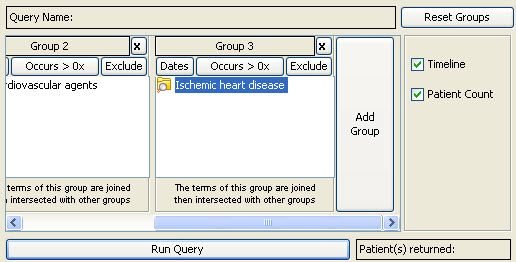 Query Name:
Reset Groups
Group 2 x
Group 3 x
Occurs > 0x Exclude
Dates Occurs > 0x Exclude
diovascular agents
Ischemic heart disease
Add
Group
Timeline
Patient Count
terms of this group are joined
intersected with other groups
The terms of this group are joined
then intersected with other groups
Run Query
Patient(s) returned: